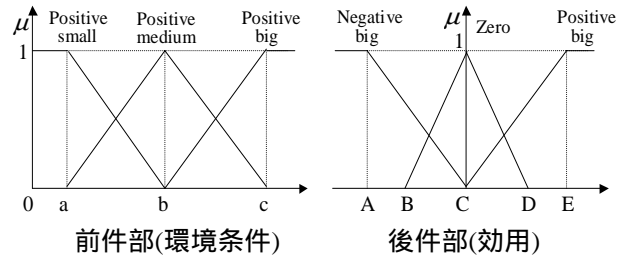 μ
Positive small
Positive medium
Positive big
1
0
a
b
c
前件部(環境条件)
Negative big
μ
Zero
Positive big
1
A
B
C
D
E
後件部(効用)